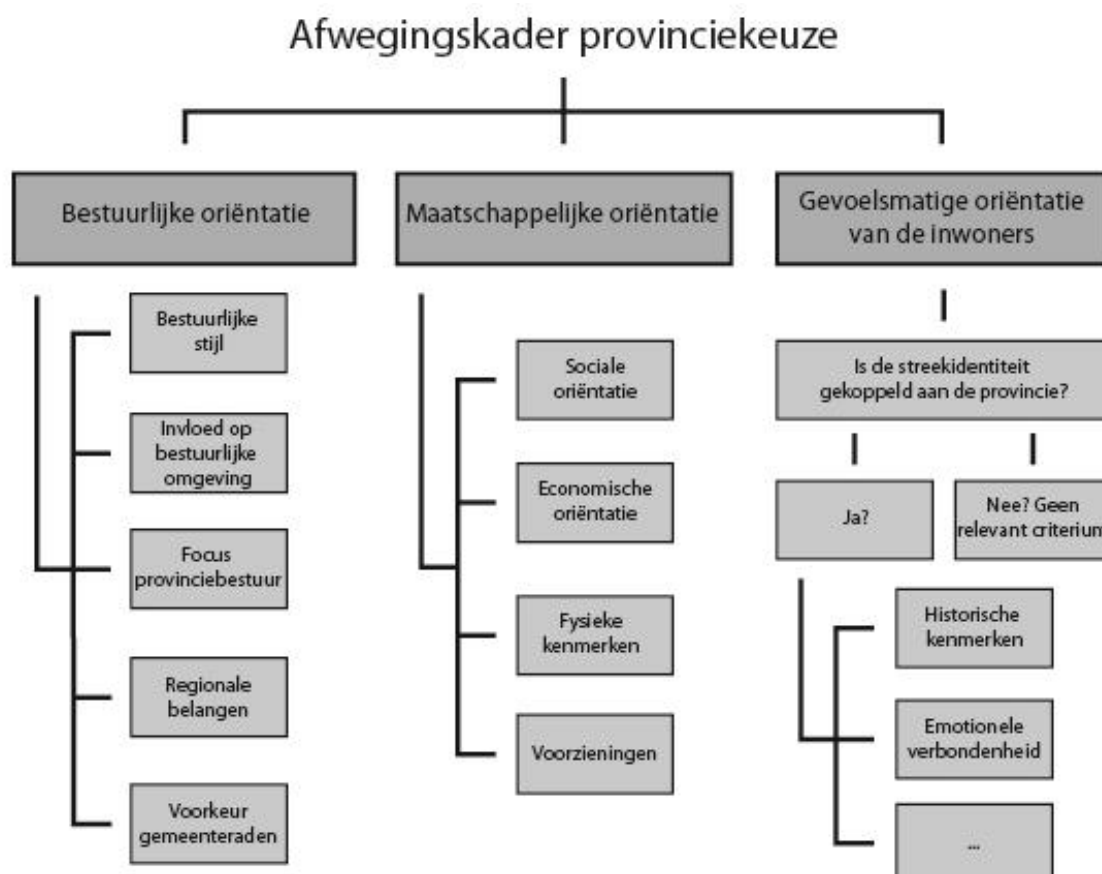 Afwegingskader provinciekeuze
Bestuurlijke oriëntatie
Bestuurlijke
stijl
Invloed op
bestuurlijke
omgeving
Focus
provinciebestuur
Regionale
belangen
Voorkeur
gemeenteraden
Maatschappelijke oriëntatie
Sociale
oriëntatie
Economische
oriëntatie
Fysieke
kenmerken
Voorzieningen
Gevoelsmatige oriëntatie
van de inwoners
Is de streekidentiteit
gekoppeld aan de provincie?
Ja?
Nee? Geen
relevant criterium
Historische
kenmerken
Emotionele
verbondenheid
...